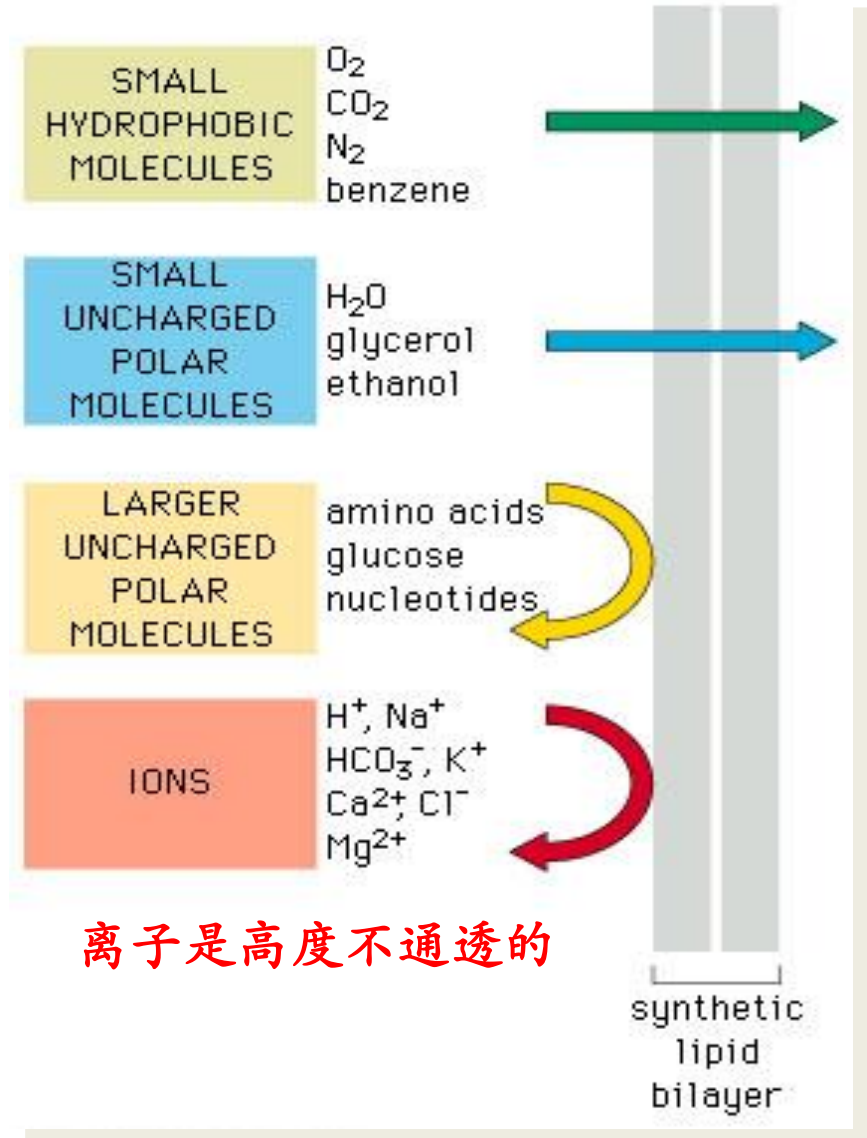 SMALL
HYDROPHOBIC
MOLECULES
O₂
CO₂
N₂
benzene
SMALL
UNCHARGED
POLAR
MOLECULES
H₂O
glycerol
ethanol
LARGER
UNCHARGED
POLAR
MOLECULES
amino acids
glucose
nucleotides
IONS
H⁺, Na⁺
HCO₃⁻, K⁺
Ca²⁺, Cl⁻
Mg²⁺
离子是高度不通透的
synthetic
lipid
bilayer